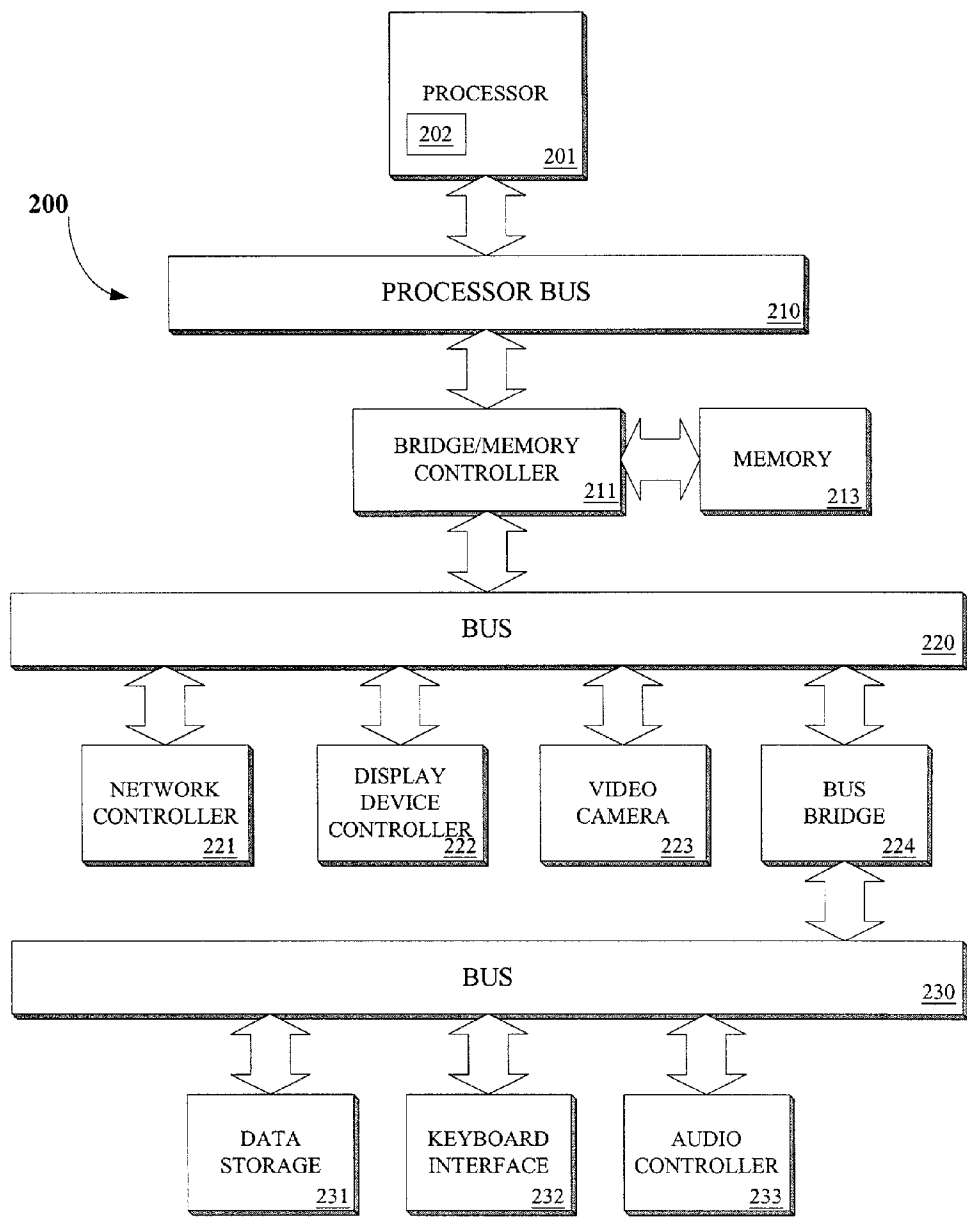 PROCESSOR
202
201
200
PROCESSOR BUS
210
BRIDGE/MEMORY
CONTROLLER
211
MEMORY
213
BUS
220
NETWORK
CONTROLLER
221
DISPLAY
DEVICE
CONTROLLER
222
VIDEO
CAMERA
223
BUS
BRIDGE
224
BUS
230
DATA
STORAGE
231
KEYBOARD
INTERFACE
232
AUDIO
CONTROLLER
233